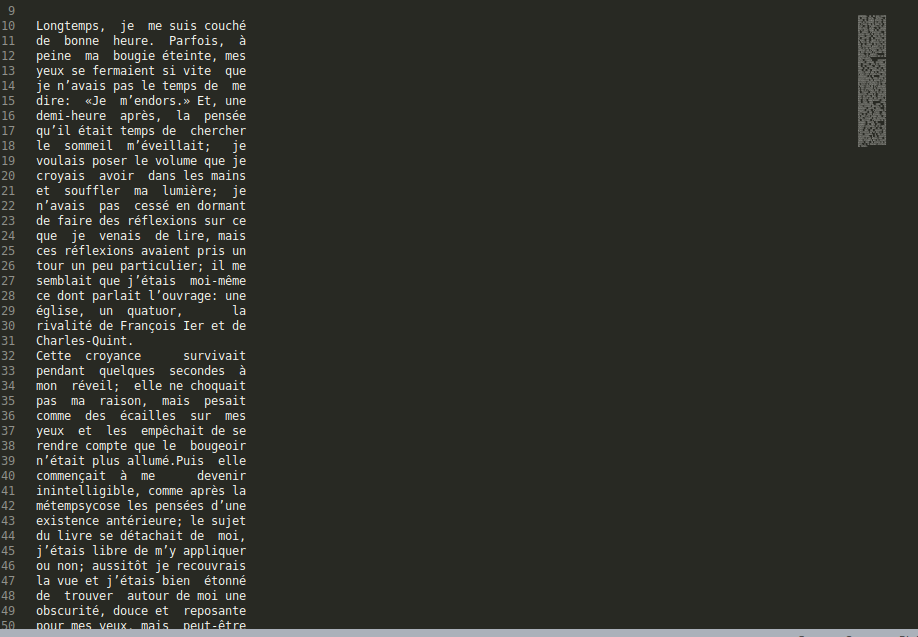 9
10 Longtemps, je me suis couché
11 de bonne heure. Parfois, à
12 peine ma bougie éteinte, mes
13 yeux se fermaient si vite que
14 je n’avais pas le temps de me
15 dire: «Je m’endors.» Et, une
16 demi-heure après, la pensée
17 qu’il était temps de chercher
18 le sommeil m’éveillait; je
19 voulais poser le volume que je
20 croyais avoir dans les mains
21 et souffler ma lumière; je
22 n’avais pas cessé en dormant
23 de faire des réflexions sur ce
24 que je venais de lire, mais
25 ces réflexions avaient pris un
26 tour un peu particulier; il me
27 semblait que j’étais moi-même
28 ce dont parlait l’ouvrage: une
29 église, un quatuor, la
30 rivalité de François Ier et de
31 Charles-Quint.
32 Cette croyance survivait
33 pendant quelques secondes à
34 mon réveil; elle ne choquait
35 pas ma raison, mais pesait
36 comme des écailles sur mes
37 yeux et les empêchait de se
38 rendre compte que le bougeoir
39 n’était plus allumé.Puis elle
40 commençait à me devenir
41 inintelligible, comme après la
42 métempsycose les pensées d’une
43 existence antérieure; le sujet
44 du livre se détachait de moi,
45 j’étais libre de m’y appliquer
46 ou non; aussitôt je recouvrais
47 la vue et j’étais bien étonné
48 de trouver autour de moi une
49 obscurité, douce et reposante
50 pour mes yeux, mais peut-être